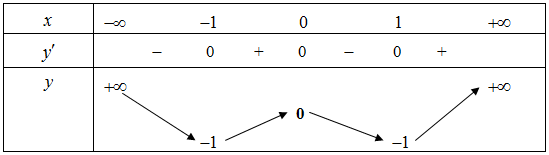 x −∞ −1 0 1 +∞
y′ − 0 + 0 − 0 +
y +∞ +∞
0
−1 −1